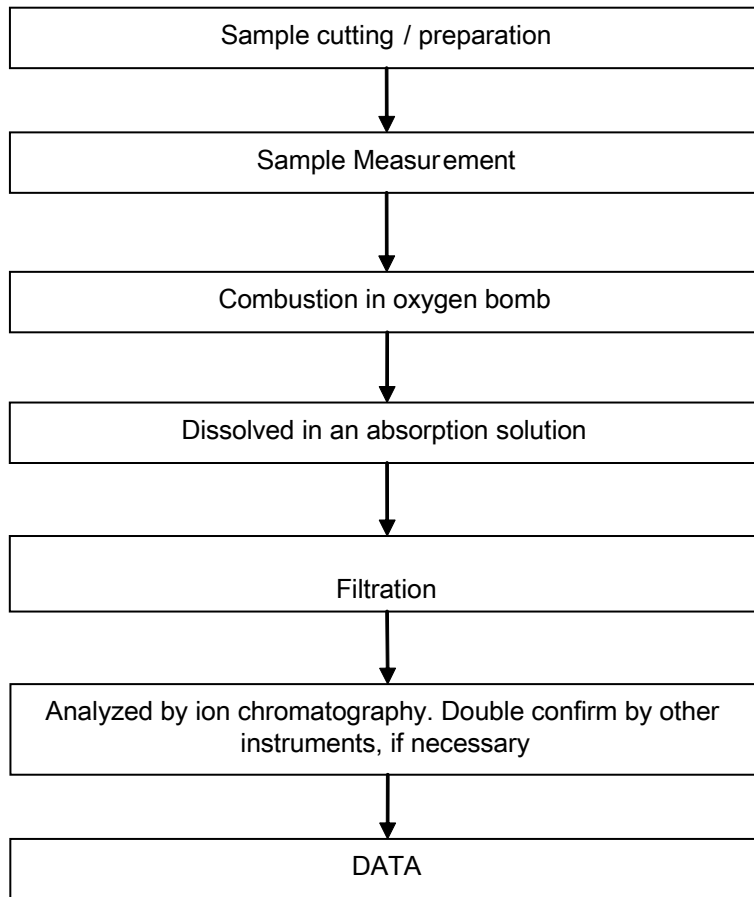 Sample cutting / preparation
Sample Measurement
Combustion in oxygen bomb
Dissolved in an absorption solution
Filtration
Analyzed by ion chromatography. Double confirm by other
instruments, if necessary
DATA